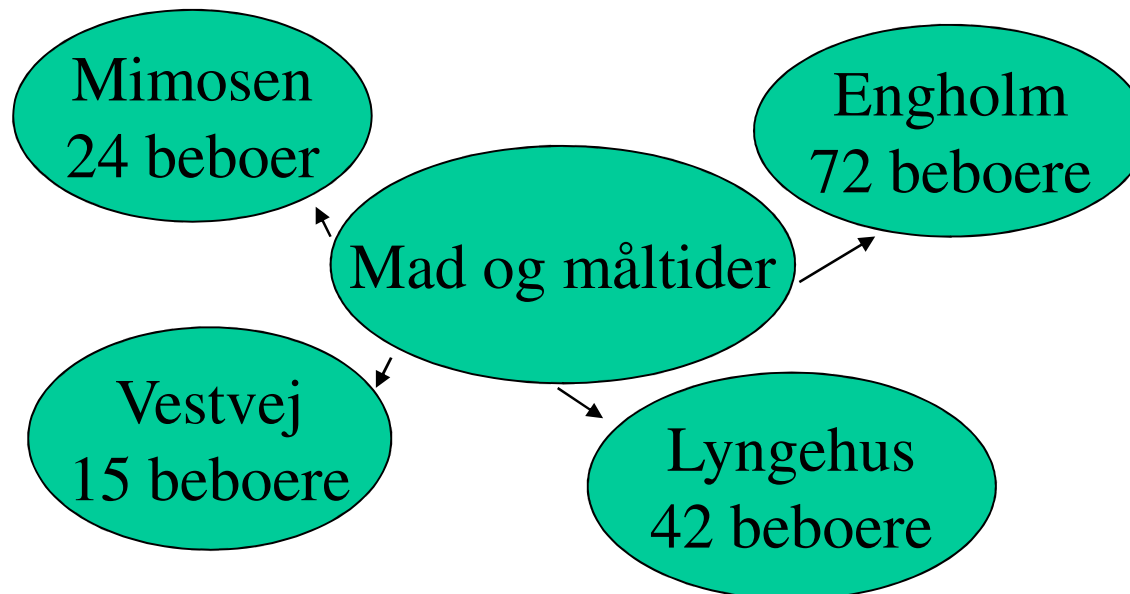 Mimosen
24 beboer
Engholm
72 beboere
Mad og måltider
Vestvej
15 beboere
Lyngehus
42 beboere